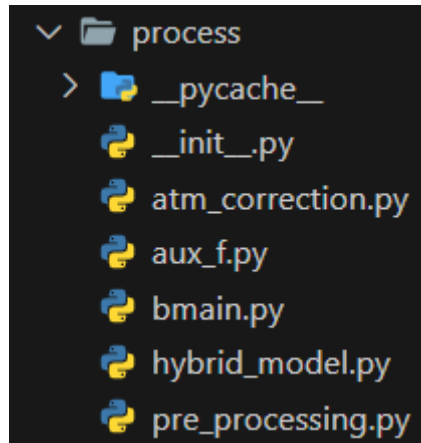 process
__pycache__
__init__.py
atm_correction.py
aux_f.py
bmain.py
hybrid_model.py
pre_processing.py